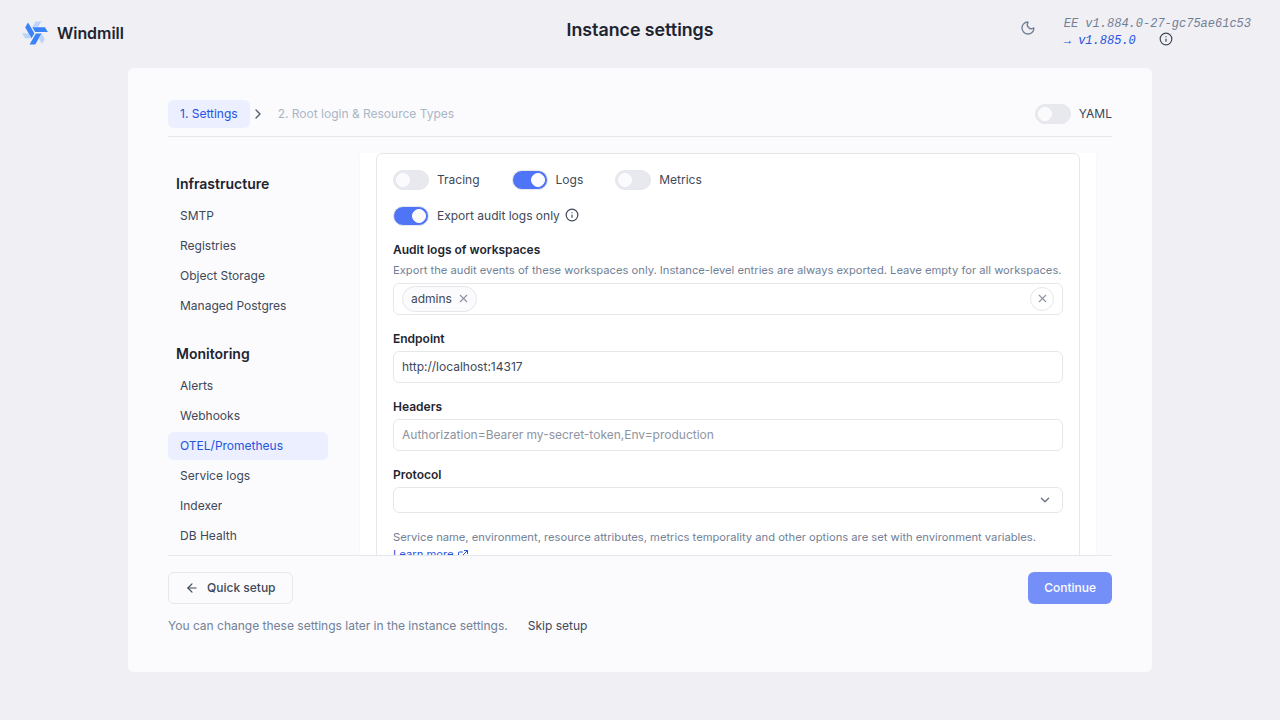 Windmill
Instance settings
EE v1.884.0-27-gc75ae61c53
→ v1.885.0
1. Settings
2. Root login & Resource Types
YAML
Infrastructure
SMTP
Registries
Object Storage
Managed Postgres
Monitoring
Alerts
Webhooks
OTEL/Prometheus
Service logs
Indexer
DB Health
Tracing
Logs
Metrics
Export audit logs only
Audit logs of workspaces
Export the audit events of these workspaces only. Instance-level entries are always exported. Leave empty for all workspaces.
admins
Endpoint
http://localhost:14317
Headers
Authorization=Bearer my-secret-token,Env=production
Protocol
Service name, environment, resource attributes, metrics temporality and other options are set with environment variables.
Learn more
Quick setup
Continue
You can change these settings later in the instance settings.
Skip setup